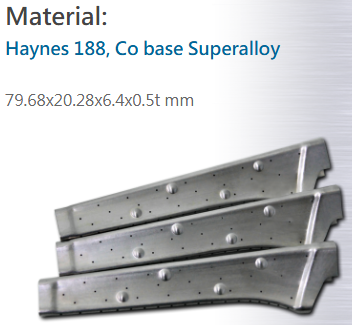 Material:
Haynes 188, Co base Superalloy
79.68x20.28x6.4x0.5t mm